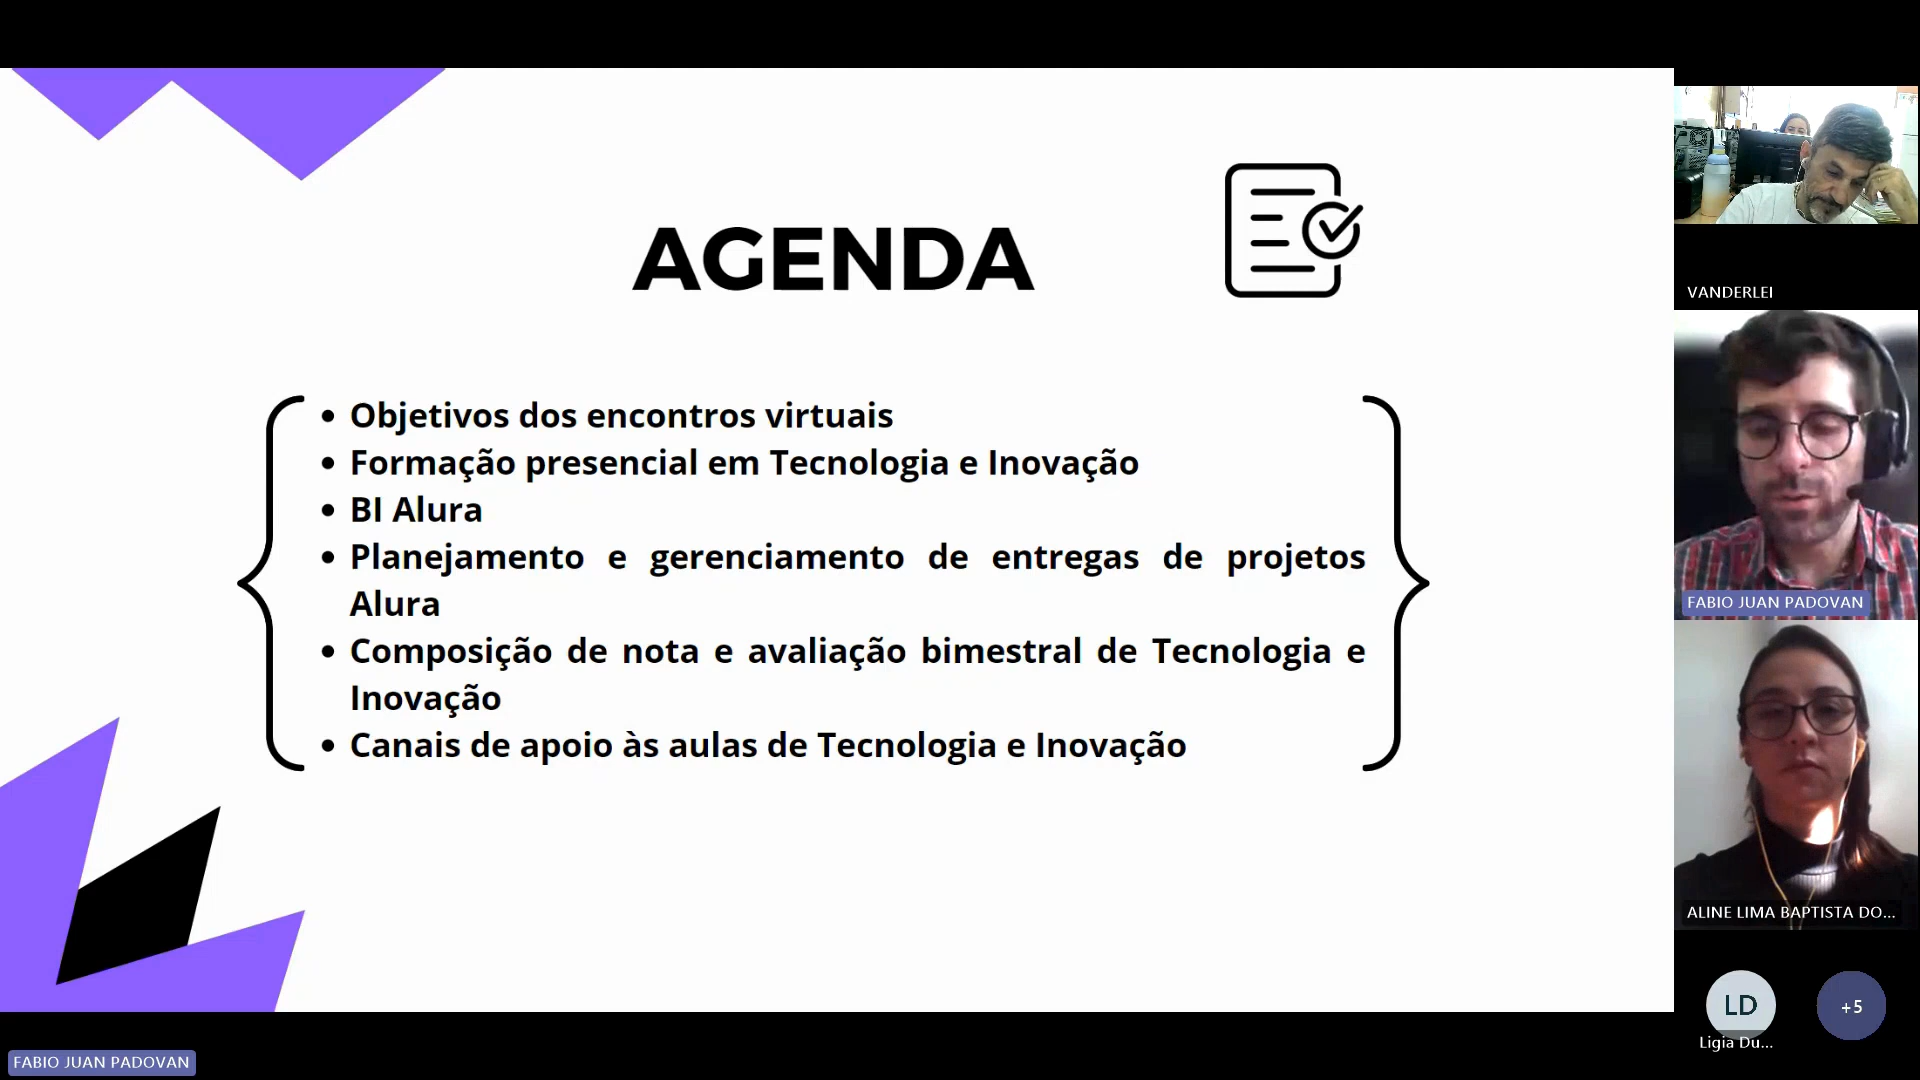 AGENDA
Objetivos dos encontros virtuais
Formação presencial em Tecnologia e Inovação
BI Alura
Planejamento e gerenciamento de entregas de projetos
Alura
Composição de nota e avaliação bimestral de Tecnologia e
Inovação
Canais de apoio às aulas de Tecnologia e Inovação
VANDERLEI
FABIO JUAN PADOVAN
ALINE LIMA BAPTISTA DO...
LD
Ligia Du...
+5
FABIO JUAN PADOVAN